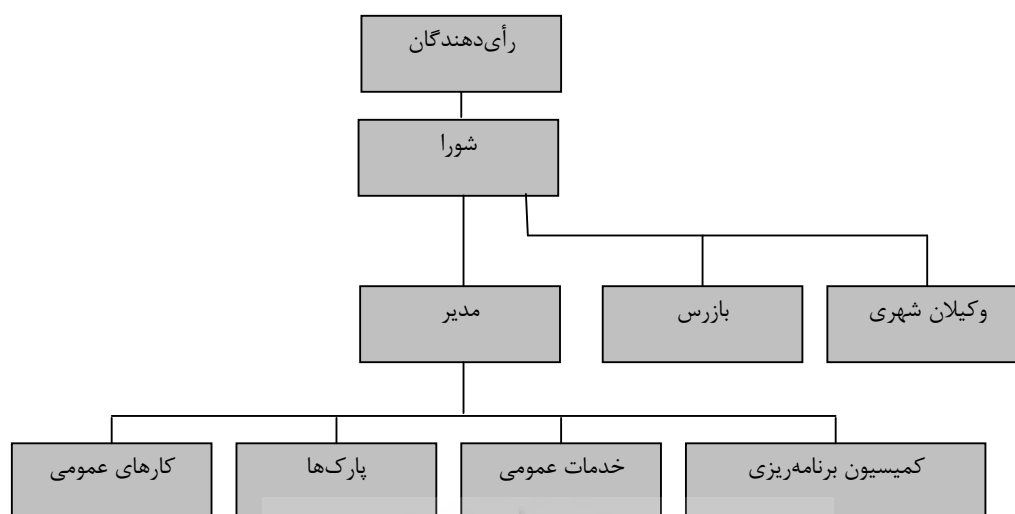 رأی‌دهندگان
شورا
وکیلان شهری
بازرس
مدیر
کمیسیون برنامه‌ریزی
خدمات عمومی
پارک‌ها
کارهای عمومی